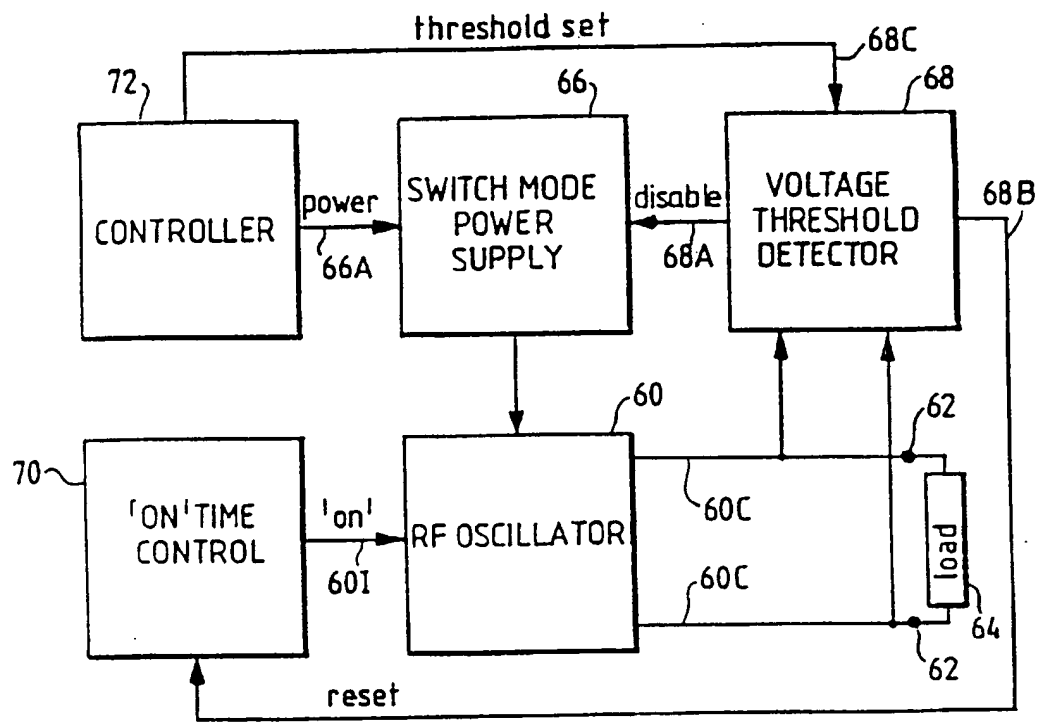 threshold set
68C
72
66
68
CONTROLLER
power
66A
SWITCH MODE
POWER
SUPPLY
disable
68A
VOLTAGE
THRESHOLD
DETECTOR
68B
60
62
70
'ON' TIME
CONTROL
'on'
60I
RF OSCILLATOR
60C
60C
load
64
62
reset